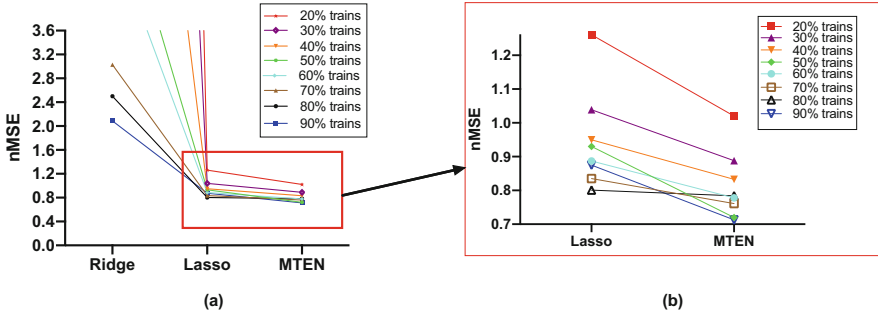 3.6
3.2
2.8
2.4
2.0
1.6
1.2
0.8
0.4
0.0
nMSE
Ridge
Lasso
MTEN
20% trains
30% trains
40% trains
50% trains
60% trains
70% trains
80% trains
90% trains
(a)
1.2
1.1
1.0
0.9
0.8
0.7
nMSE
Lasso
MTEN
20% trains
30% trains
40% trains
50% trains
60% trains
70% trains
80% trains
90% trains
(b)